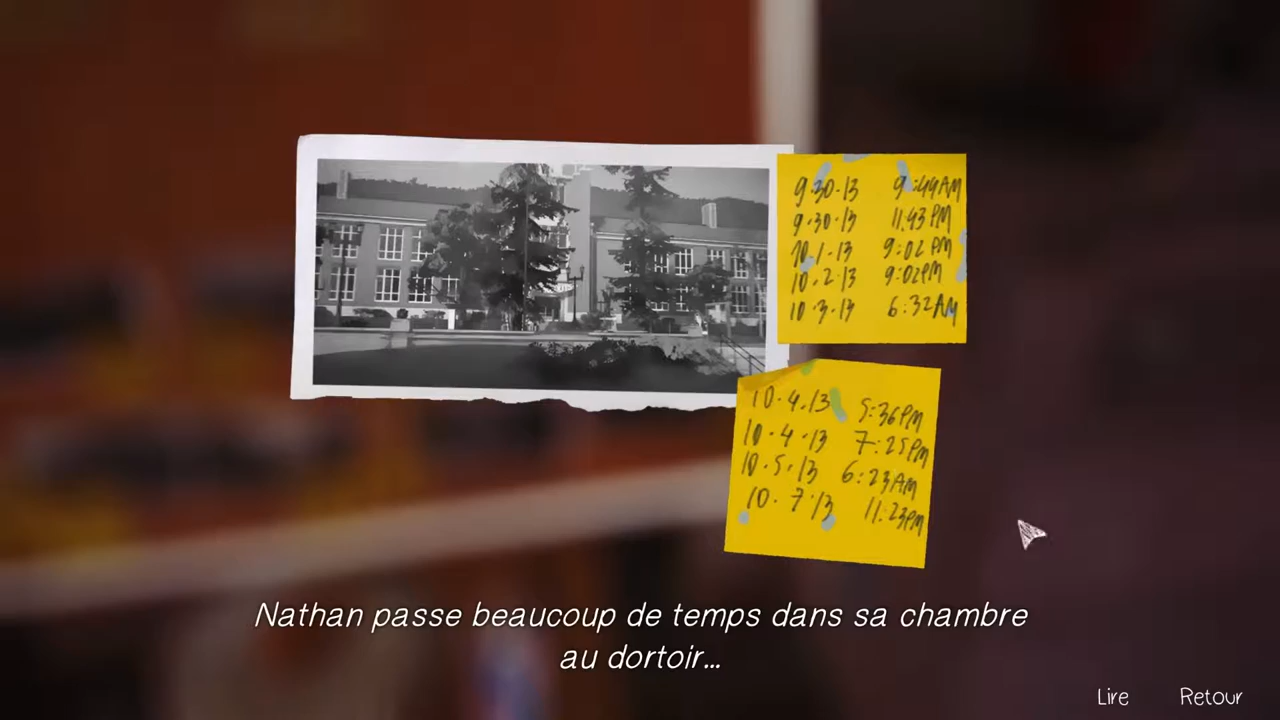 9·30·13 9:49AM
9·30·13 11.43PM
10·1·13 9:02PM
10·2·13 9:02PM
10·3·13 6:32AM
10·4·13 5:36PM
10·4·13 7:25PM
10·5·13 6:23AM
10·7·13 11:23PM
Nathan passe beaucoup de temps dans sa chambre
au dortoir...
Lire Retour